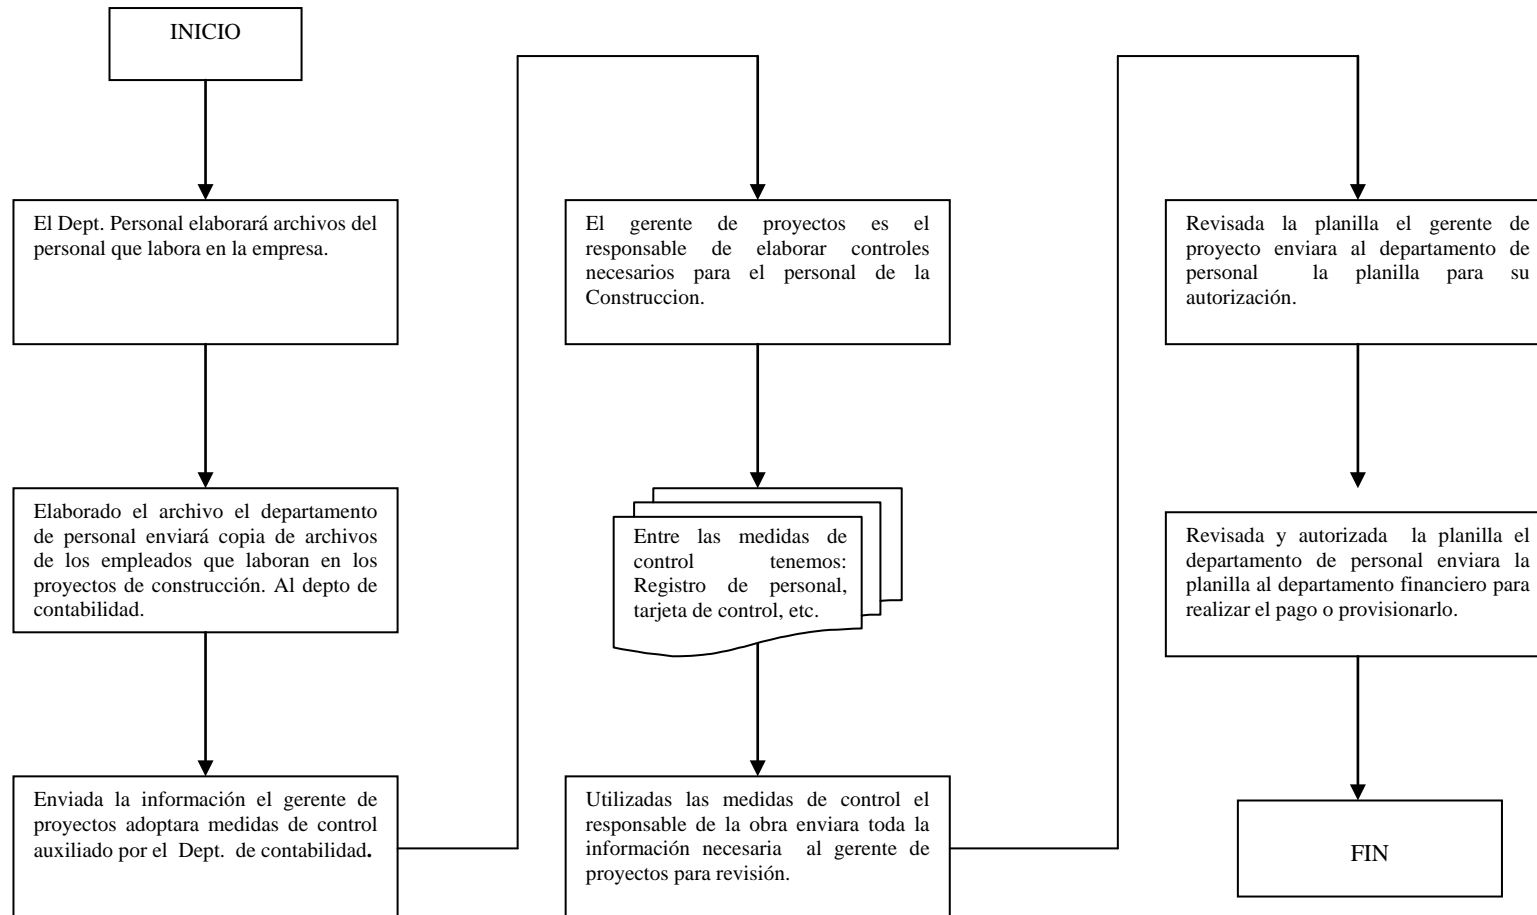 INICIO
El Dept. Personal elaborará archivos del
personal que labora en la empresa.
Elaborado el archivo el departamento
de personal enviará copia de archivos
de los empleados que laboran en los
proyectos de construcción. Al depto de
contabilidad.
Enviada la información el gerente de
proyectos adoptara medidas de control
auxiliado por el Dept. de contabilidad.
El gerente de proyectos es el
responsable de elaborar controles
necesarios para el personal de la
Construccion.
Entre las medidas de
control tenemos:
Registro de personal,
tarjeta de control, etc.
Utilizadas las medidas de control el
responsable de la obra enviara toda la
información necesaria al gerente de
proyectos para revisión.
Revisada la planilla el gerente de
proyecto enviara al departamento de
personal la planilla para su
autorización.
Revisada y autorizada la planilla el
departamento de personal enviara la
planilla al departamento financiero para
realizar el pago o provisionarlo.
FIN